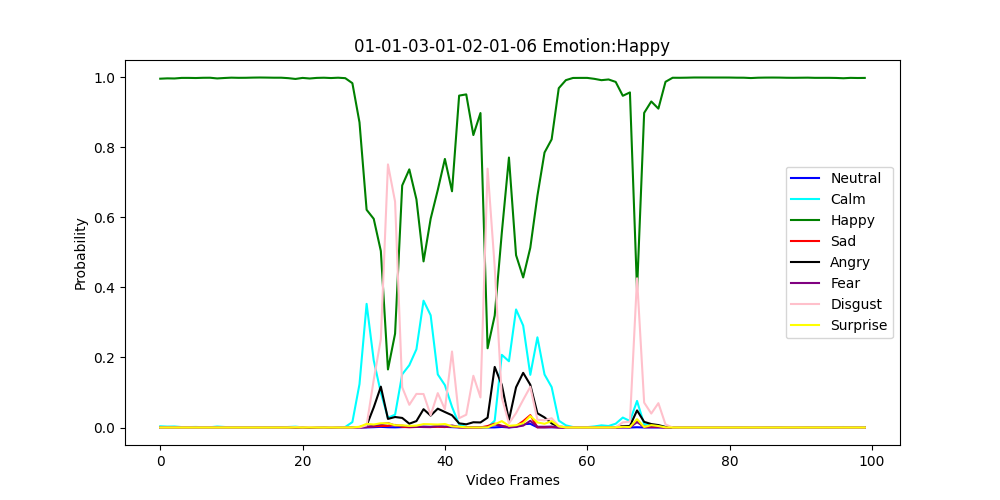 01-01-03-01-02-01-06 Emotion:Happy
Probability
1.0
0.8
0.6
0.4
0.2
0.0
0
20
40
60
80
100
Video Frames
Neutral
Calm
Happy
Sad
Angry
Fear
Disgust
Surprise